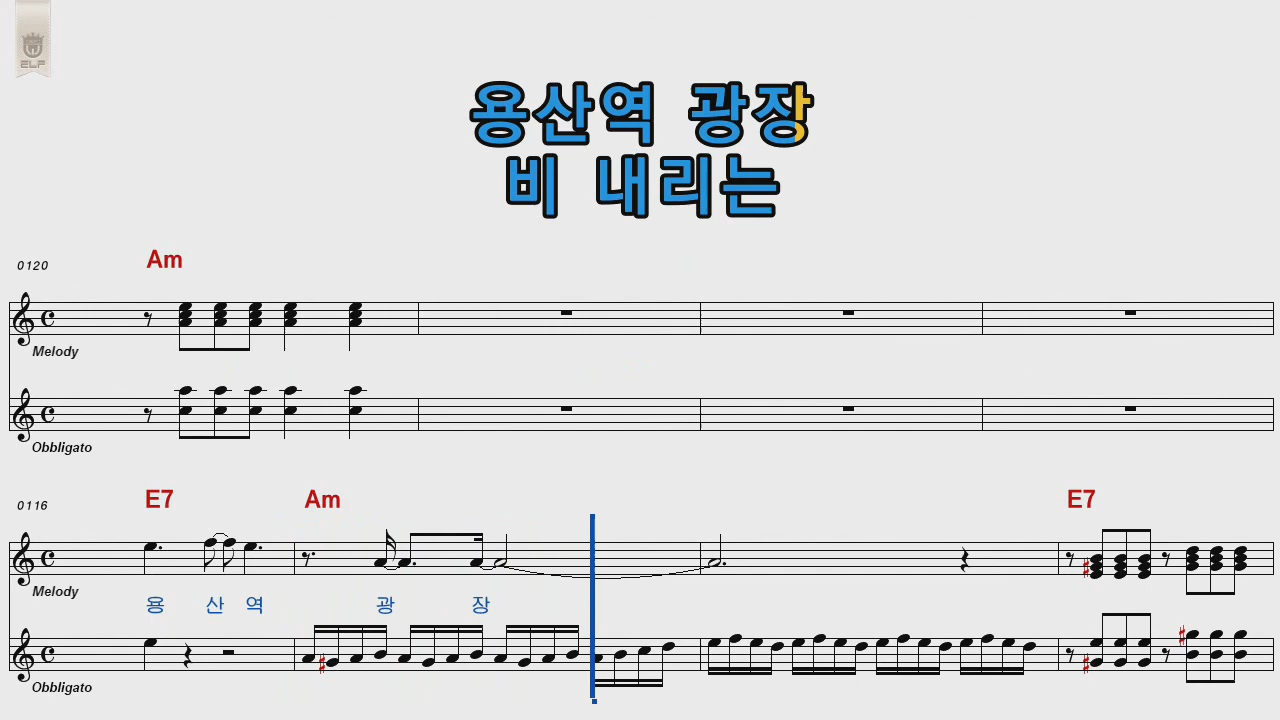 ELF
용산역 광장
비 내리는
0120
Am
Melody
Obbligato
0116
E7 Am E7
Melody
용 산 역 광 장
Obbligato